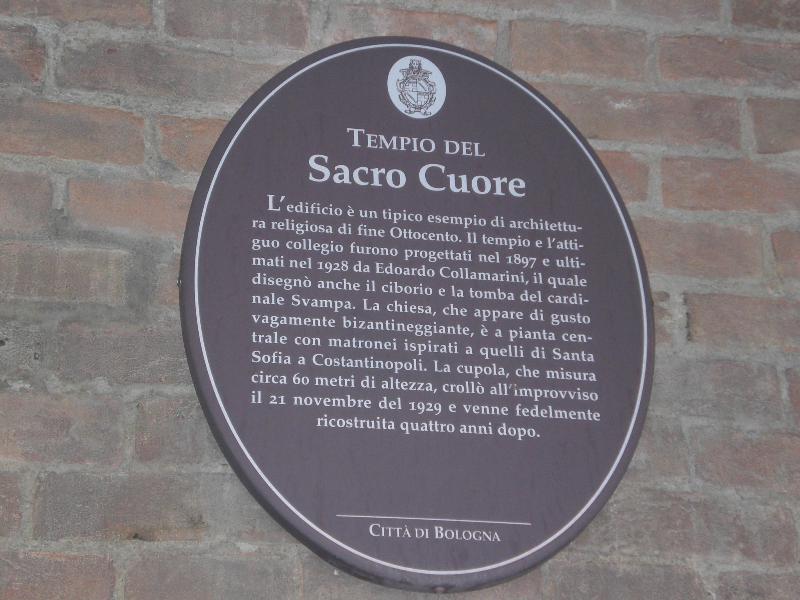 TEMPIO DEL
Sacro Cuore
L'edificio è un tipico esempio di architettu-
ra religiosa di fine Ottocento. Il tempio e l'atti-
guo collegio furono progettati nel 1897 e ulti-
mati nel 1928 da Edoardo Collamarini, il quale
disegnò anche il ciborio e la tomba del cardi-
nale Svampa. La chiesa, che appare di gusto
vagamente bizantineggiante, è a pianta cen-
trale con matronei ispirati a quelli di Santa
Sofia a Costantinopoli. La cupola, che misura
circa 60 metri di altezza, crollò all'improvviso
il 21 novembre del 1929 e venne fedelmente
ricostruita quattro anni dopo.
CITTÀ DI BOLOGNA